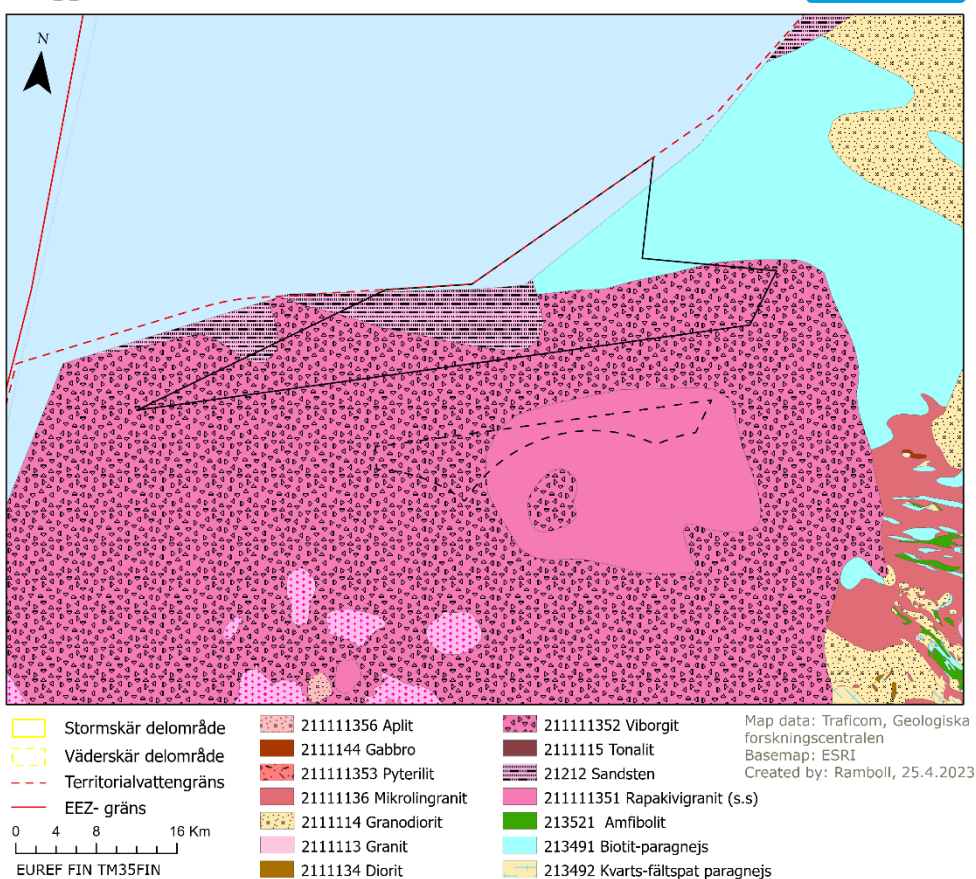 N
Stormskär delområde
Väderskär delområde
Territorialvattengräns
EEZ- gräns
0 4 8 16 Km
EUREF FIN TM35FIN
211111356 Aplit
2111144 Gabbro
211111353 Pyterilit
21111136 Mikrolingranit
2111114 Granodiorit
2111113 Granit
2111134 Diorit
211111352 Viborgit
2111115 Tonalit
21212 Sandsten
211111351 Rapakivigranit (s.s)
213521 Amfibolit
213491 Biotit-paragnejs
213492 Kvarts-fältspat paragnejs
Map data: Traficom, Geologiska
forskningscentralen
Basemap: ESRI
Created by: Ramboll, 25.4.2023